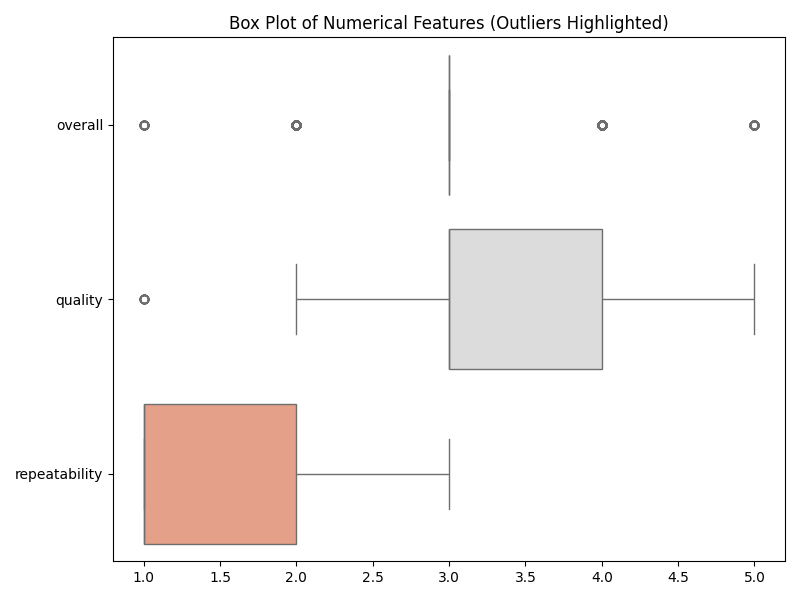 Box Plot of Numerical Features (Outliers Highlighted)
overall
quality
repeatability
1.0 1.5 2.0 2.5 3.0 3.5 4.0 4.5 5.0